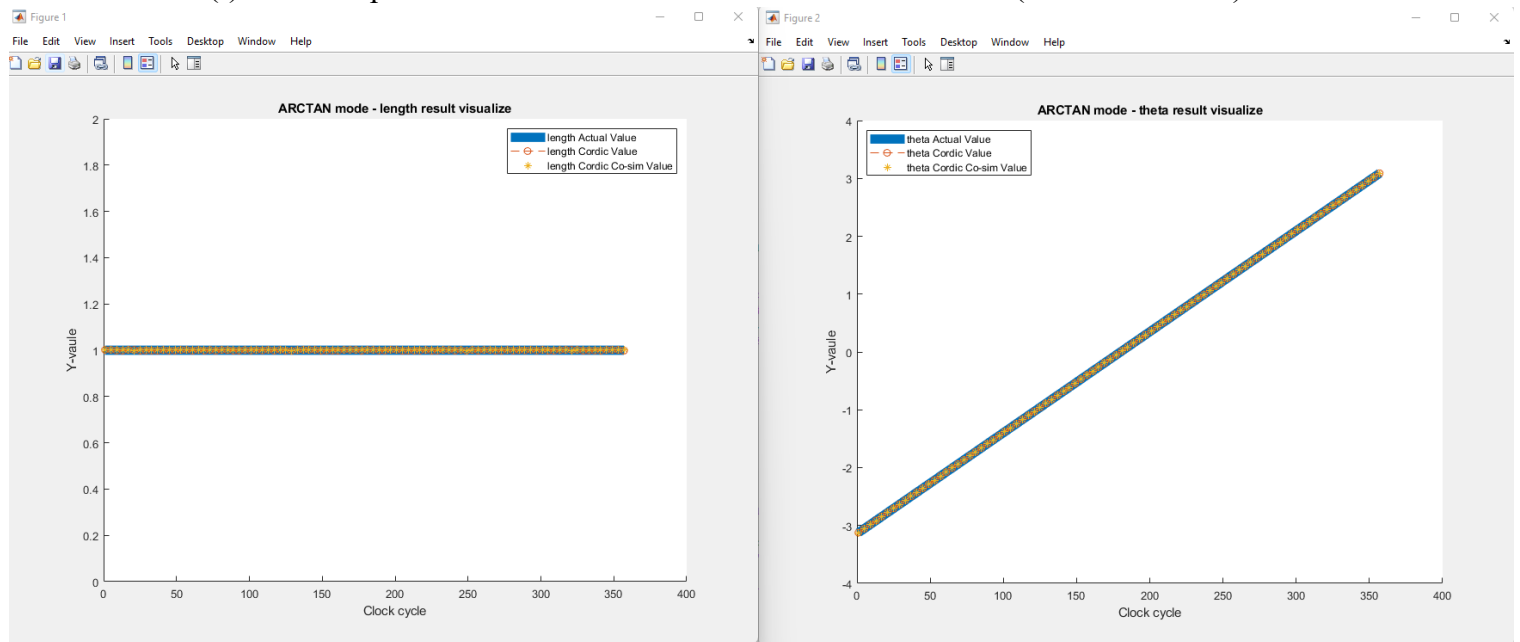 Figure 1
File Edit View Insert Tools Desktop Window Help
ARCTAN mode - length result visualize
length Actual Value
length Cordic Value
length Cordic Co-sim Value
Y-vaule
2
1.8
1.6
1.4
1.2
1
0.8
0.6
0.4
0.2
0
0 50 100 150 200 250 300 350 400
Clock cycle
Figure 2
File Edit View Insert Tools Desktop Window Help
ARCTAN mode - theta result visualize
theta Actual Value
theta Cordic Value
theta Cordic Co-sim Value
Y-vaule
4
3
2
1
0
-1
-2
-3
-4
0 50 100 150 200 250 300 350 400
Clock cycle